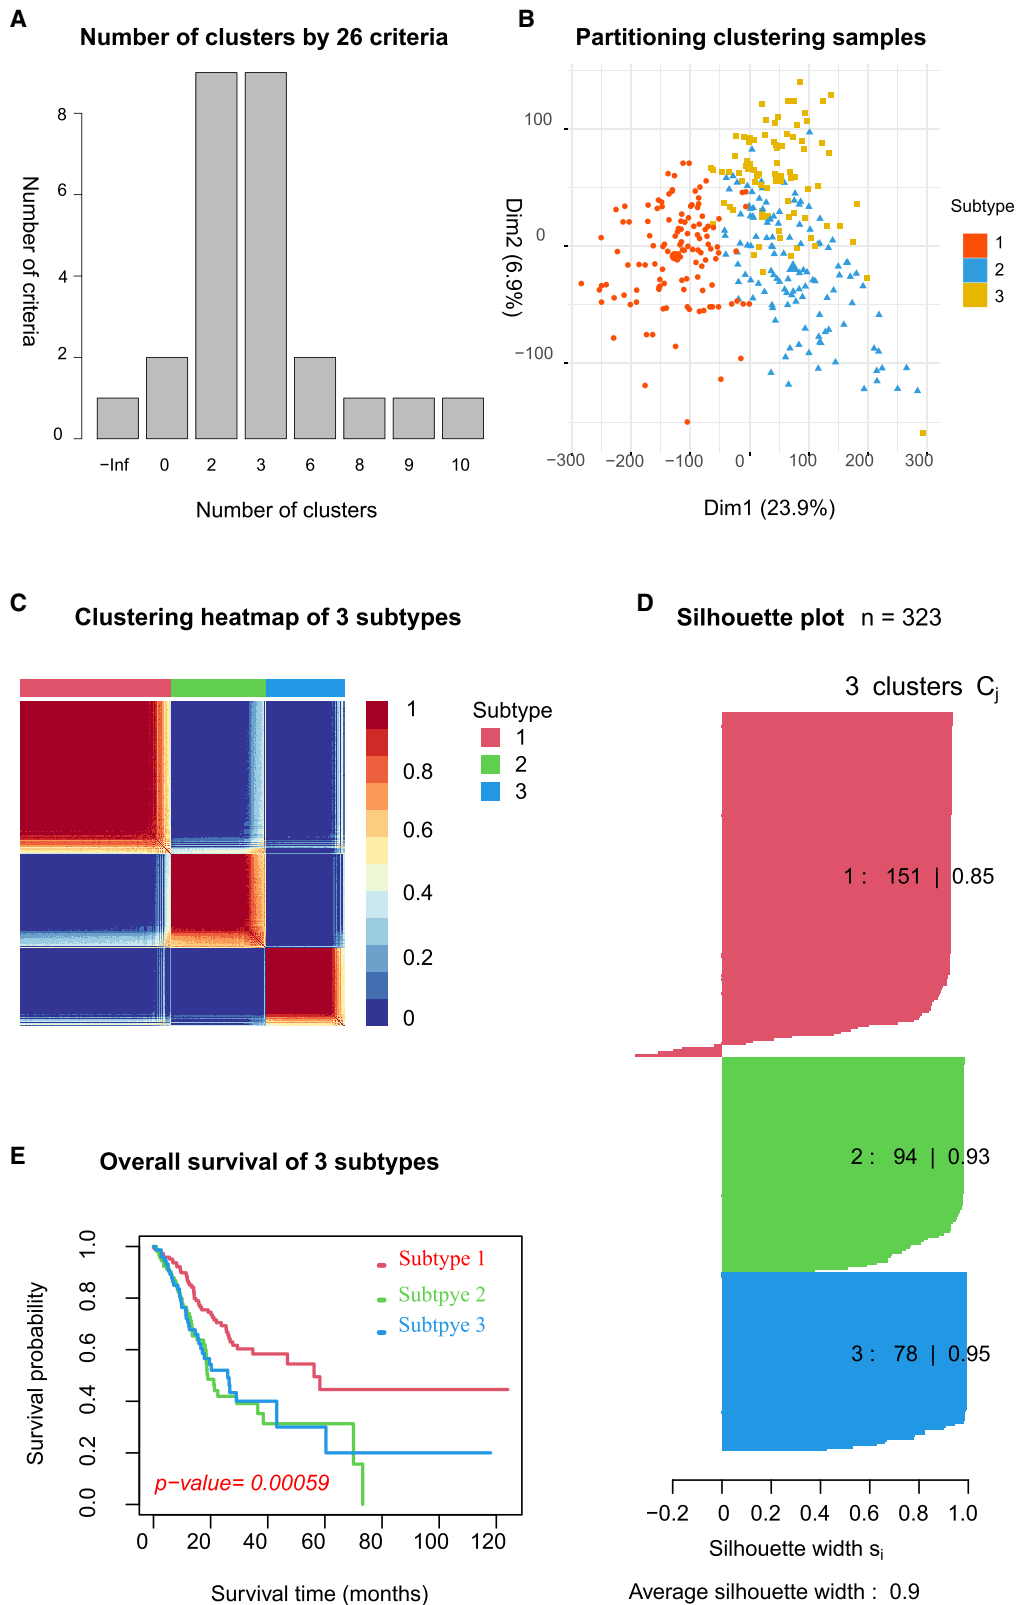 A
Number of clusters by 26 criteria
Number of criteria
8
6
4
2
0
−Inf 0 2 3 6 8 9 10
Number of clusters
B
Partitioning clustering samples
Dim2 (6.9%)
100
0
−100
−300 −200 −100 0 100 200 300
Dim1 (23.9%)
Subtype
1
2
3
C
Clustering heatmap of 3 subtypes
1
0.8
0.6
0.4
0.2
0
Subtype
1
2
3
D
Silhouette plot n = 323
3 clusters Cj
1 : 151 | 0.85
2 : 94 | 0.93
3 : 78 | 0.95
−0.2 0 0.2 0.4 0.6 0.8 1.0
Silhouette width si
Average silhouette width : 0.9
E
Overall survival of 3 subtypes
Survival probability
1.0
0.8
0.6
0.4
0.2
0.0
Subtype 1
Subtpye 2
Subtpye 3
p−value= 0.00059
0 20 40 60 80 100 120
Survival time (months)